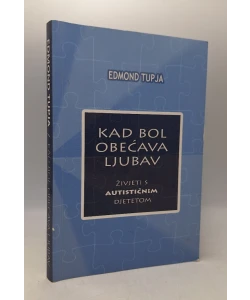 EDMOND TUPJA
KAD BOL
OBEĆAVA
LJUBAV
ŽIVJETI S
AUTISTIČNIM
DJETETOM
EDMOND TUPJA